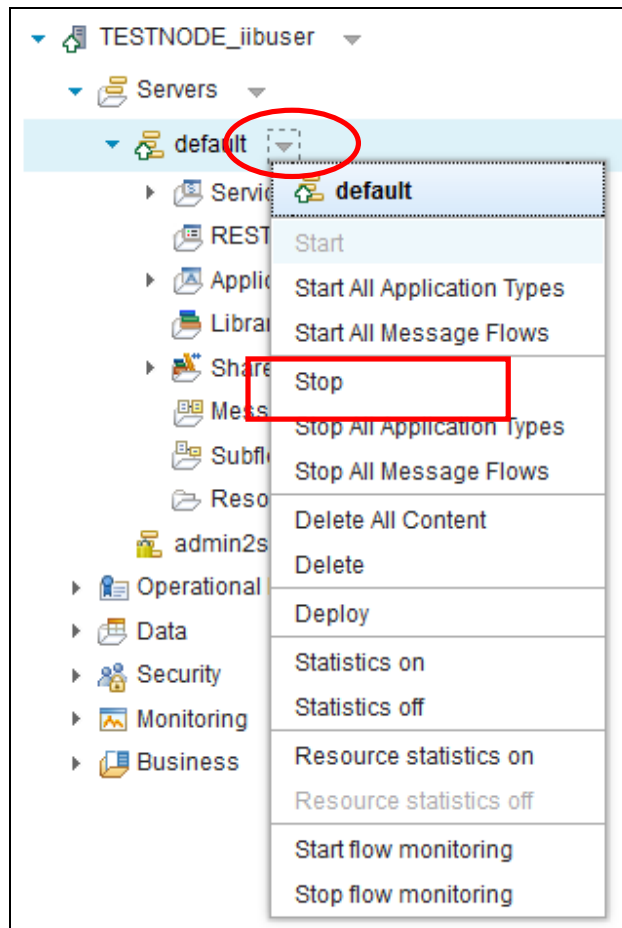 TESTNODE_iibuser
Servers
default
default
REST
Start
Start All Application Types
Start All Message Flows
Stop
Stop All Application Types
Stop All Message Flows
Delete All Content
Delete
Operational
Deploy
Data
Statistics on
Security
Statistics off
Monitoring
Resource statistics on
Business
Resource statistics off
Start flow monitoring
Stop flow monitoring